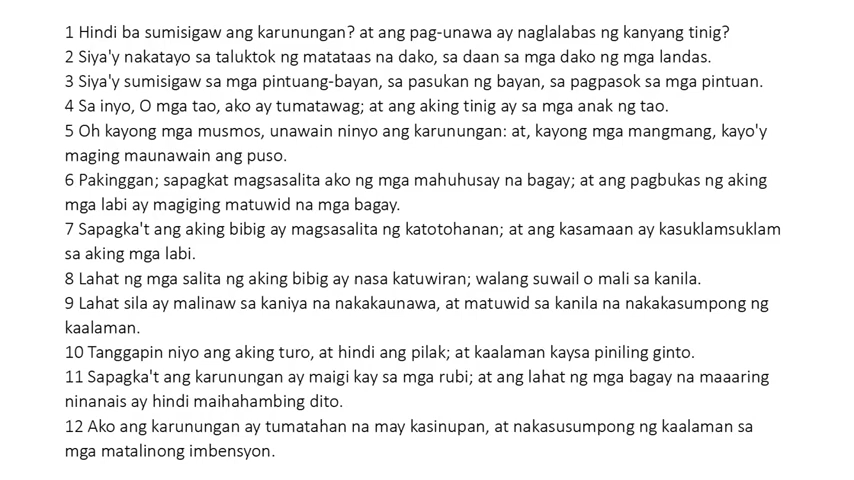 1 Hindi ba sumisigaw ang karunungan? at ang pag-unawa ay naglalabas ng kanyang tinig?
2 Siya'y nakatayo sa taluktok ng matataas na dako, sa daan sa mga dako ng mga landas.
3 Siya'y sumisigaw sa mga pintuang-bayan, sa pasukan ng bayan, sa pagpasok sa mga pintuan.
4 Sa inyo, O mga tao, ako ay tumatawag; at ang aking tinig ay sa mga anak ng tao.
5 Oh kayong mga musmos, unawain ninyo ang karunungan: at, kayong mga mangmang, kayo'y
maging maunawain ang puso.
6 Pakinggan; sapagkat magsasalita ako ng mga mahuhusay na bagay; at ang pagbukas ng aking
mga labi ay magiging matuwid na mga bagay.
7 Sapagka't ang aking bibig ay magsasalita ng katotohanan; at ang kasamaan ay kasuklamsuklam
sa aking mga labi.
8 Lahat ng mga salita ng aking bibig ay nasa katuwiran; walang suwail o mali sa kanila.
9 Lahat sila ay malinaw sa kaniya na nakakaunawa, at matuwid sa kanila na nakakasumpong ng
kaalaman.
10 Tanggapin niyo ang aking turo, at hindi ang pilak; at kaalaman kaysa piniling ginto.
11 Sapagka't ang karunungan ay maigi kay sa mga rubi; at ang lahat ng mga bagay na maaaring
ninanais ay hindi maihahambing dito.
12 Ako ang karunungan ay tumatahan na may kasinupan, at nakasusumpong ng kaalaman sa
mga matalinong imbensyon.